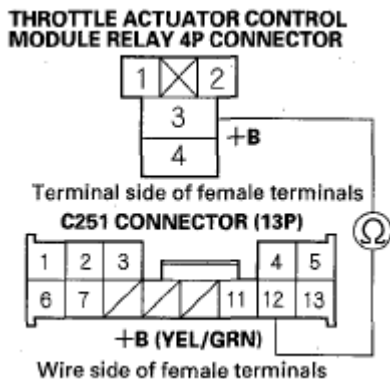 THROTTLE ACTUATOR CONTROL
MODULE RELAY 4P CONNECTOR
1 2
3
+B
4
Terminal side of female terminals
C251 CONNECTOR (13P)
Ω
1 2 3 4 5
6 7 11 12 13
+B (YEL/GRN)
Wire side of female terminals